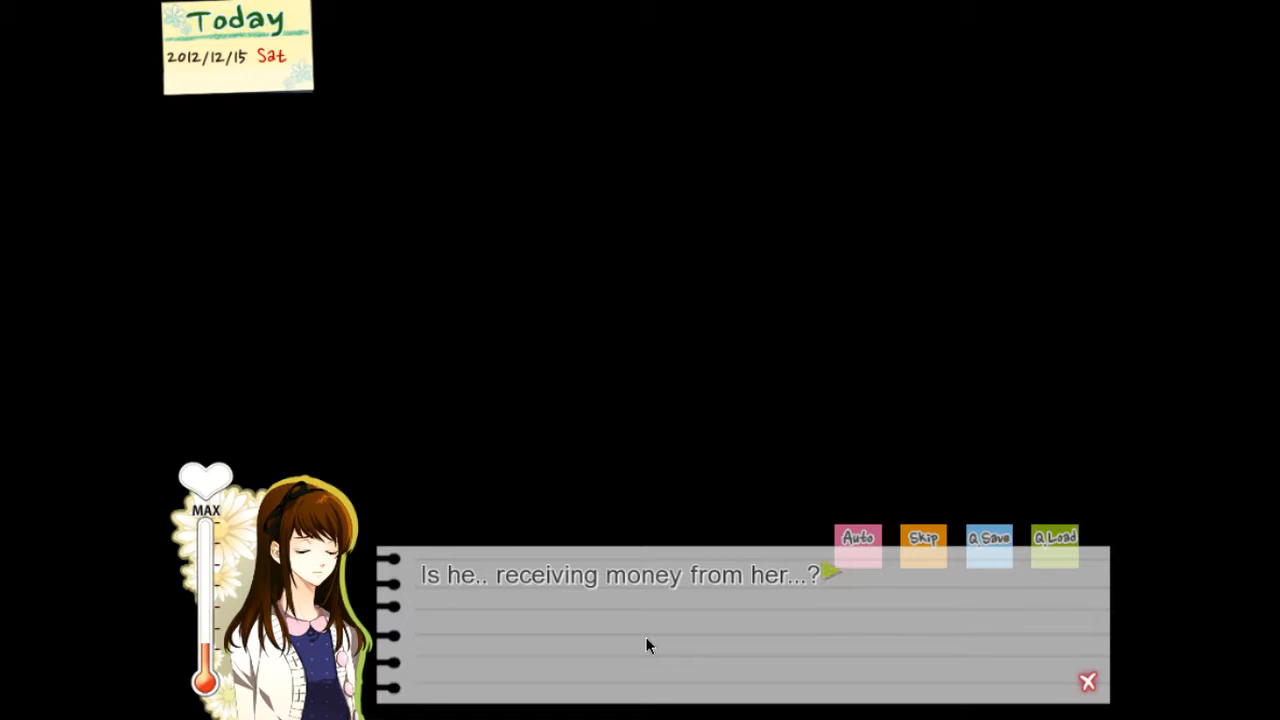 Today
2012/12/15 Sat
MAX
Auto Skip Q.Save Q.Load
Is he.. receiving money from her...?